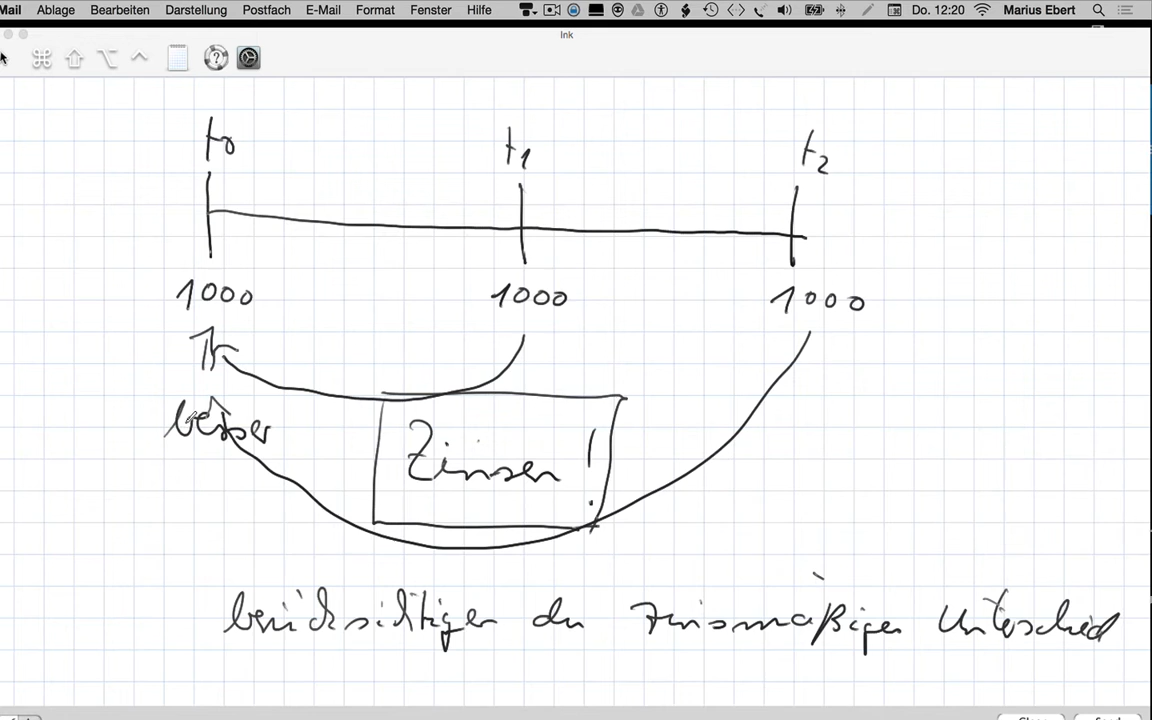 Mail Ablage Bearbeiten Darstellung Postfach E-Mail Format Fenster Hilfe Do. 12:20 Marius Ebert
Ink
t0 t1 t2
1000 1000 1000
besser
Zinsen !
berücksichtigen den zinsmäßigen Unterschied